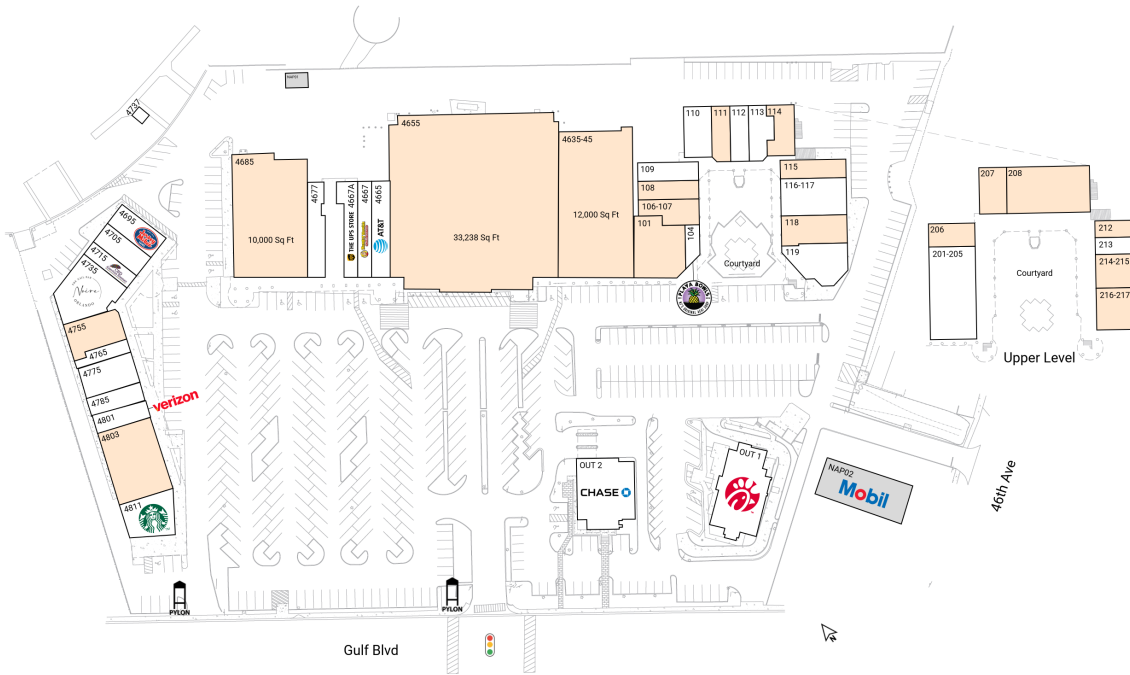 NAP01
4737
4655
110
111
112
113
114
4635-45
4685
4677
THE UPS STORE
4667A
4667
4665
AT&T
109
108
106-107
101
104
115
116-117
118
119
207
208
206
201-205
212
213
214-215
216-217
10,000 Sq Ft
33,238 Sq Ft
12,000 Sq Ft
Courtyard
Courtyard
Upper Level
PLAYA BOWLS
4695
4705
4715
4735
Noire
4755
4765
4775
4785
verizon
4801
4803
4811
OUT 2
CHASE
OUT 1
NAP02
Mobil
46th Ave
PYLON
PYLON
Gulf Blvd